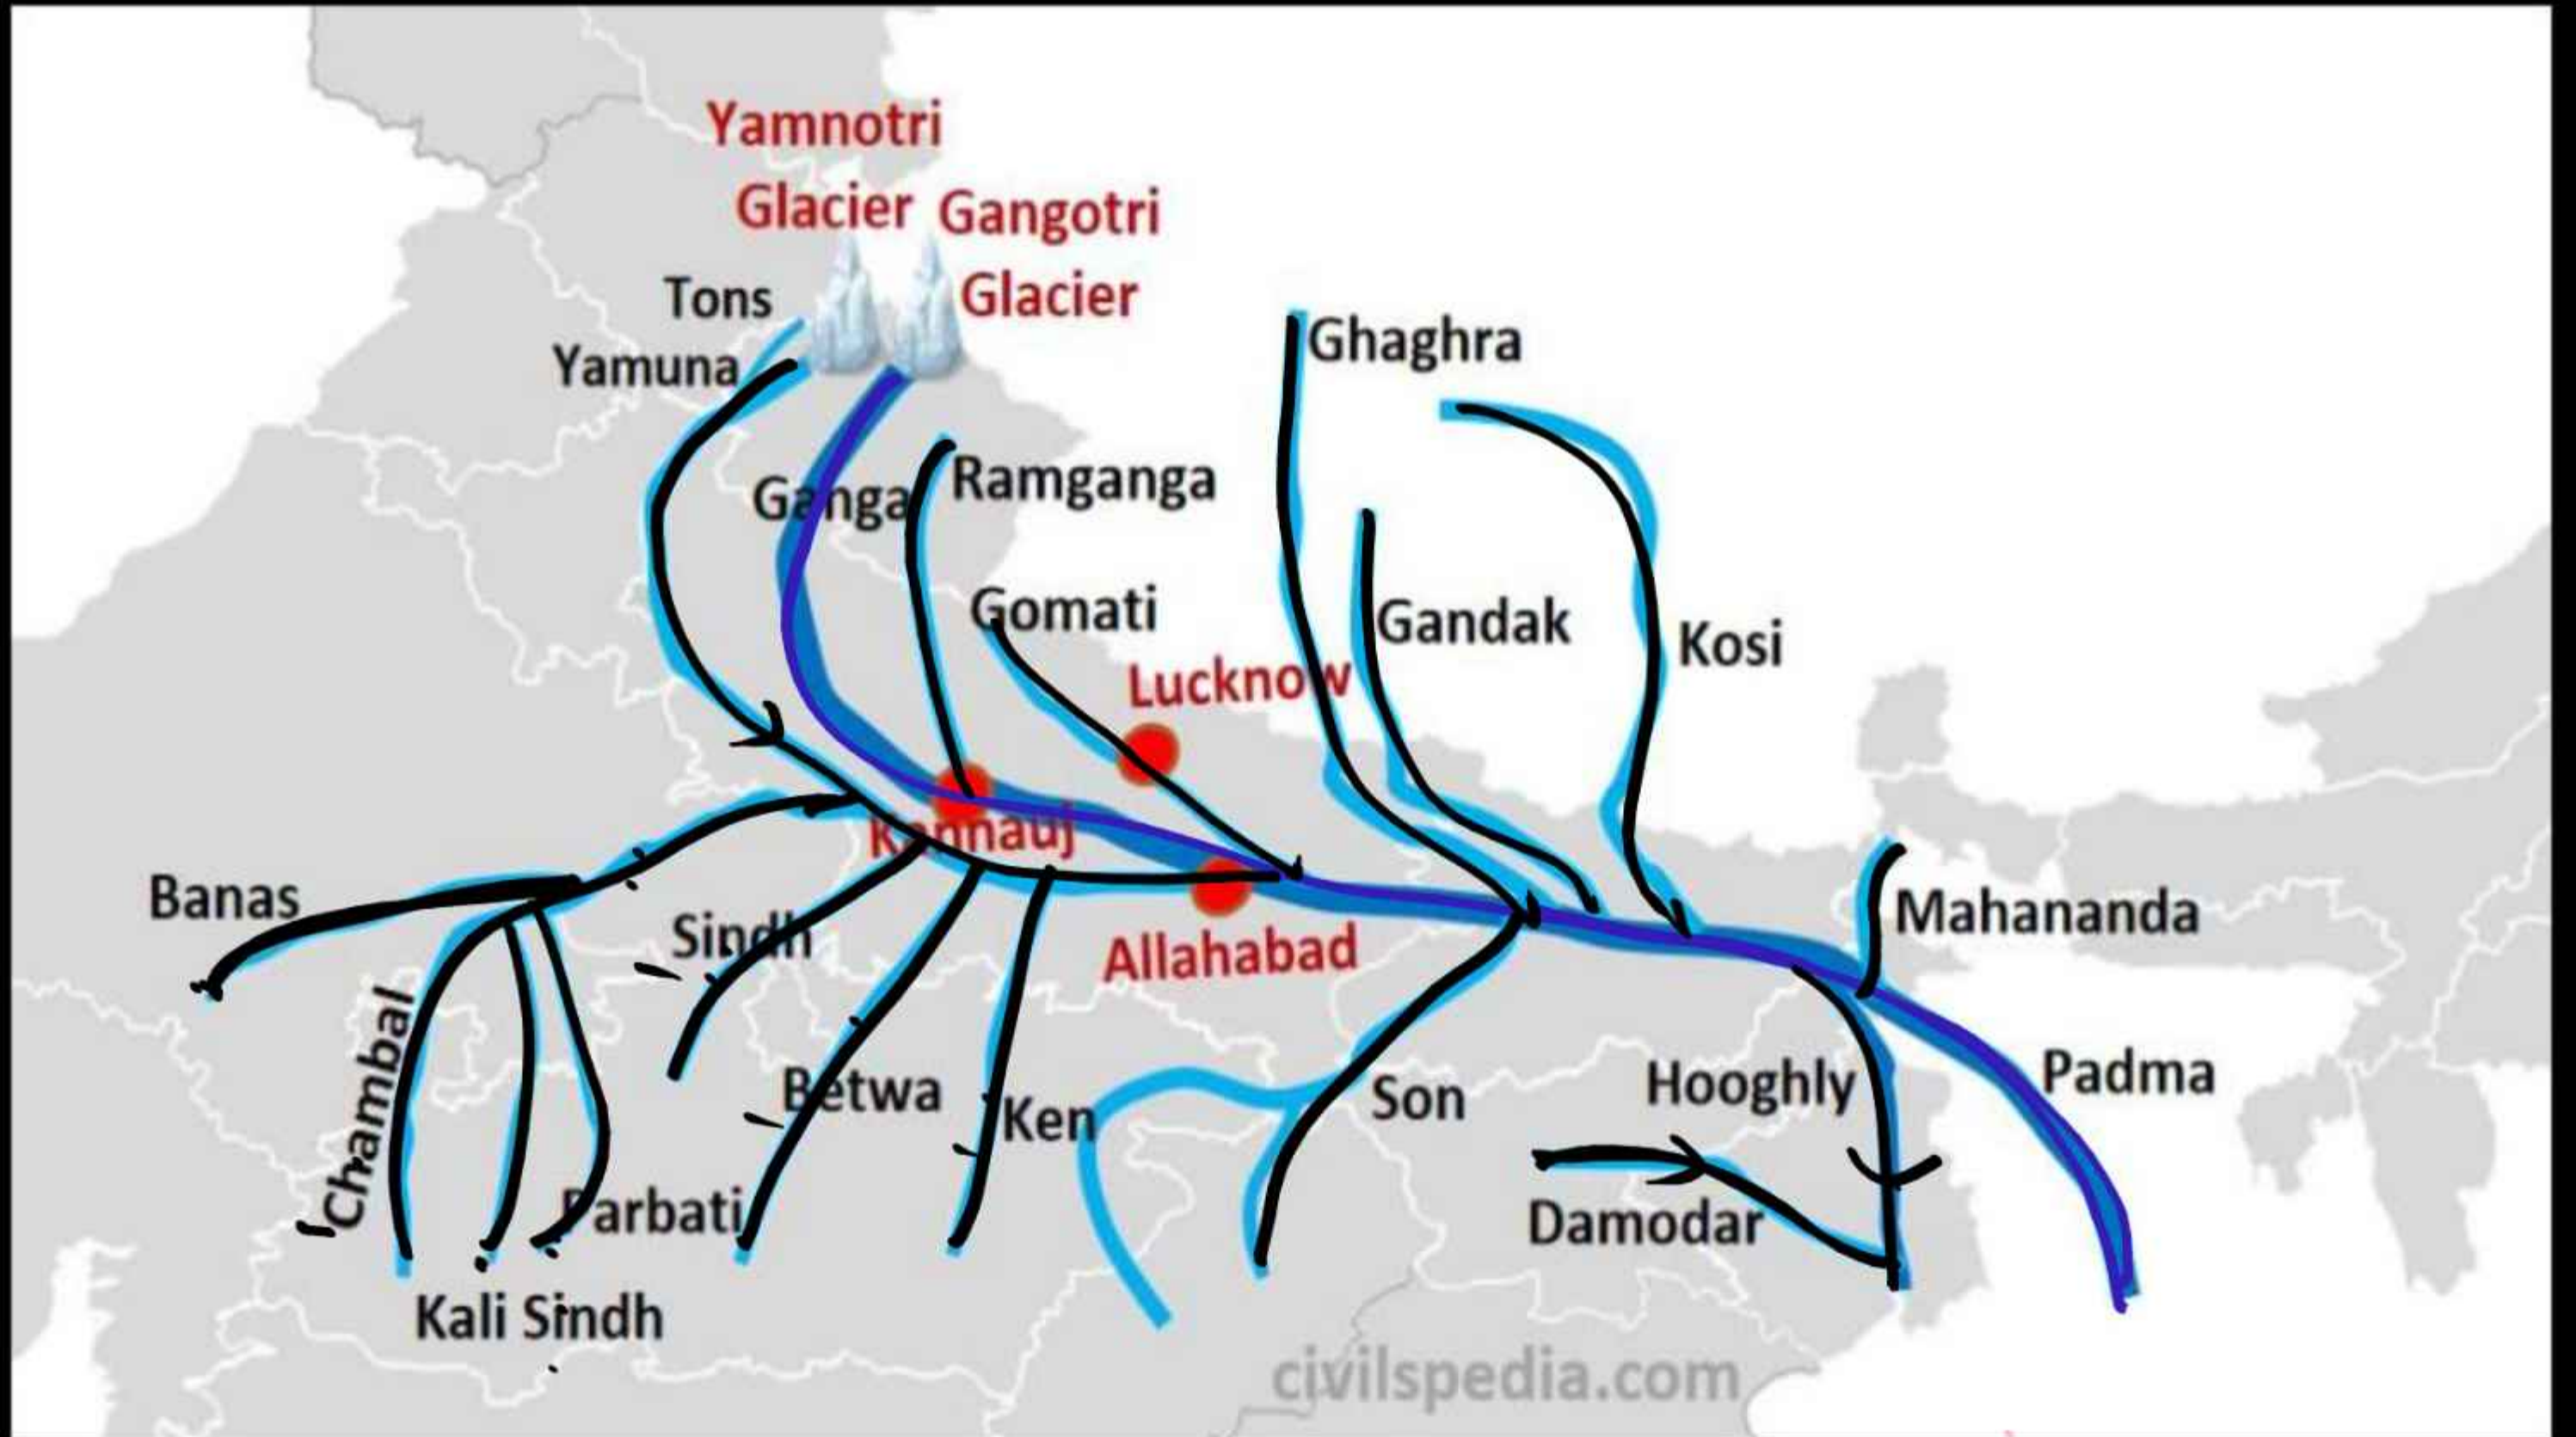 Yamnotri
Glacier
Gangotri
Glacier
Tons
Yamuna
Ghaghra
Ganga
Ramganga
Gomati
Gandak
Kosi
Lucknow
Kannauj
Banas
Sindh
Allahabad
Mahananda
Chambal
Betwa
Ken
Son
Hooghly
Padma
Parbati
Damodar
Kali Sindh
civilspedia.com